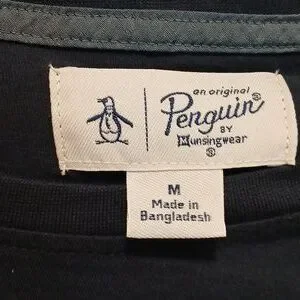 an original
Penguin®
BY
Munsingwear
®
M
Made in
Bangladesh